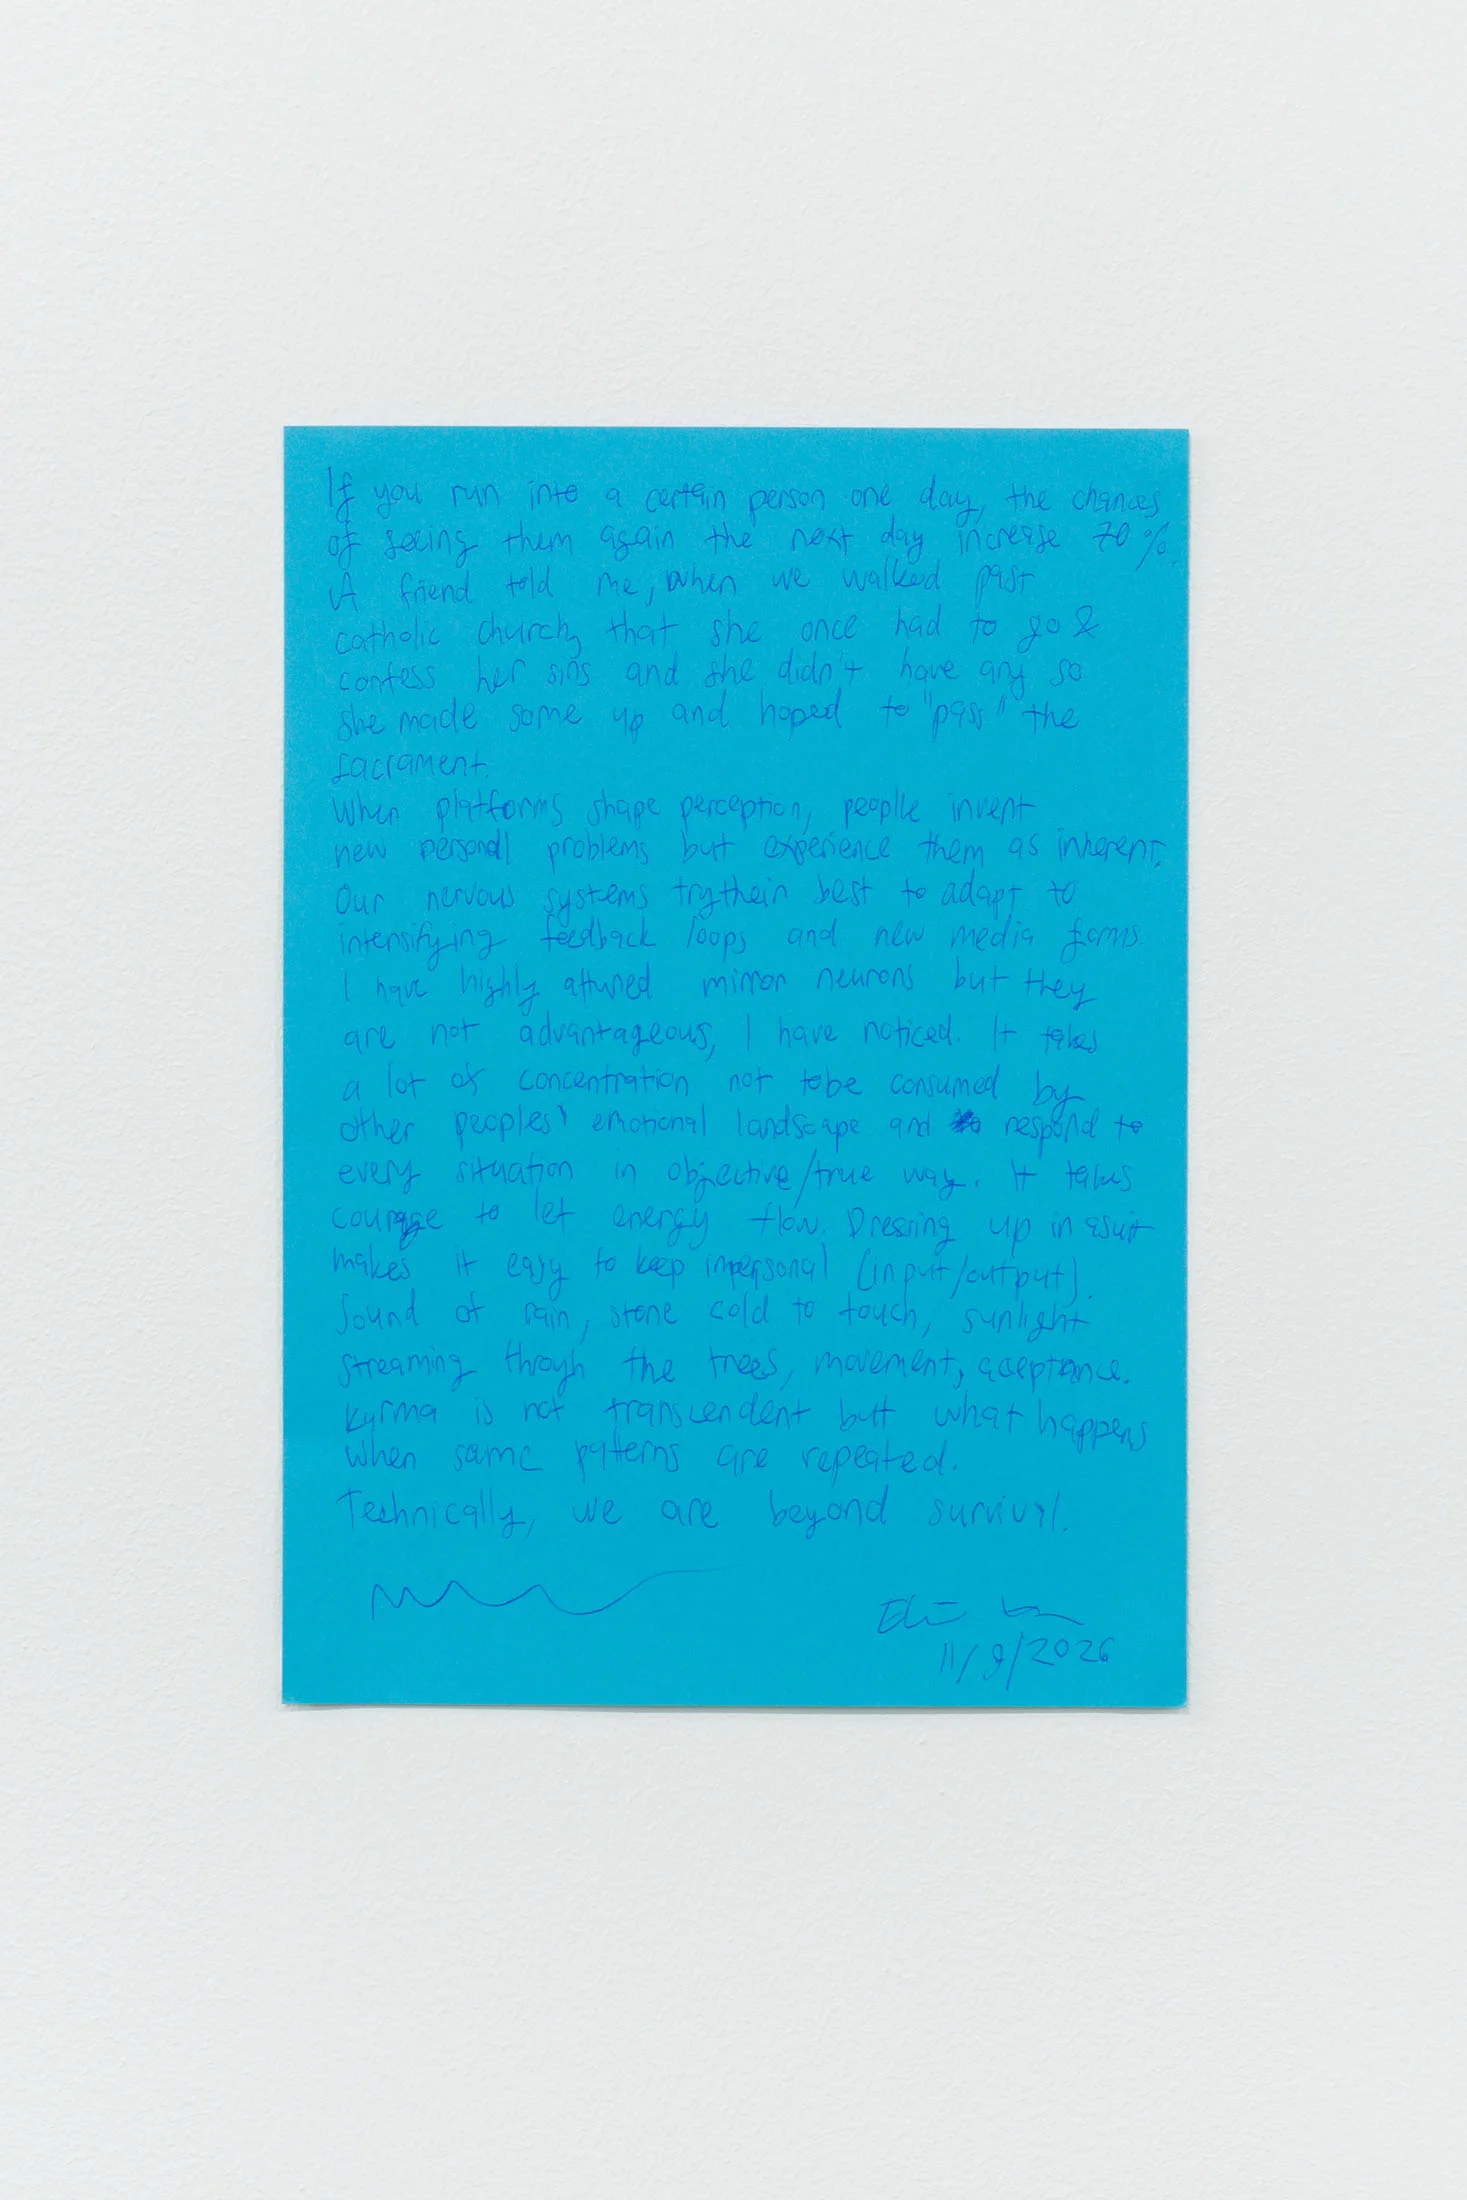 If you run into a certain person one day, the chances
of seeing them again the next day increase 70%.
A friend told me, when we walked past
catholic church, that she once had to go &
confess her sins and she didn't have any so
she made some up and hoped to "pass" the
sacrament.
When platforms shape perception, people invent
new personal problems but experience them as inherent.
Our nervous systems try their best to adapt to
intensifying feedback loops and new media forms.
I have highly attuned mirror neurons but they
are not advantageous, I have noticed. It takes
a lot of concentration not to be consumed by
other peoples' emotional landscape and respond to
every situation in objective/true way. It takes
courage to let energy flow. Dressing up in a suit
makes it easy to keep impersonal (input/output).
Sound of rain, stone cold to touch, sunlight
streaming through the trees, movement, acceptance.
Karma is not transcendent but what happens
when same patterns are repeated.
Technically, we are beyond survival.
11/9/2026